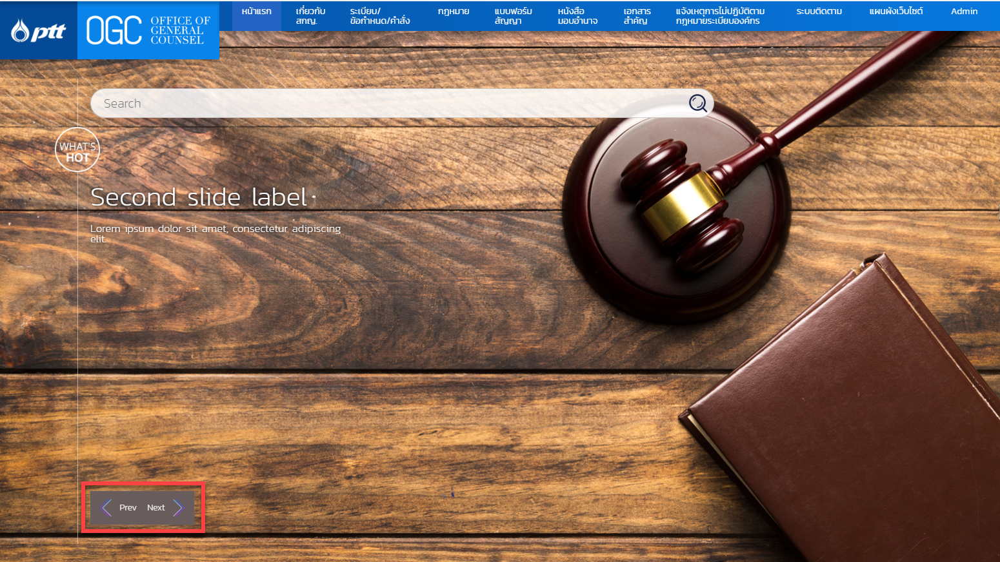 ptt
OGC
OFFICE OF
GENERAL
COUNSEL
หน้าแรก
เกี่ยวกับ
สกญ.
ระเบียบ/
ข้อกำหนด/คำสั่ง
กฎหมาย
แบบฟอร์ม
สัญญา
หนังสือ
มอบอำนาจ
เอกสาร
สำคัญ
แจ้งเหตุการไม่ปฏิบัติตาม
กฎหมายระเบียบองค์กร
ระบบติดตาม
แผนผังเว็บไซต์
Admin
Search
WHAT'S
HOT
Second slide label
Lorem ipsum dolor sit amet, consectetur adipiscing
elit.
Prev Next